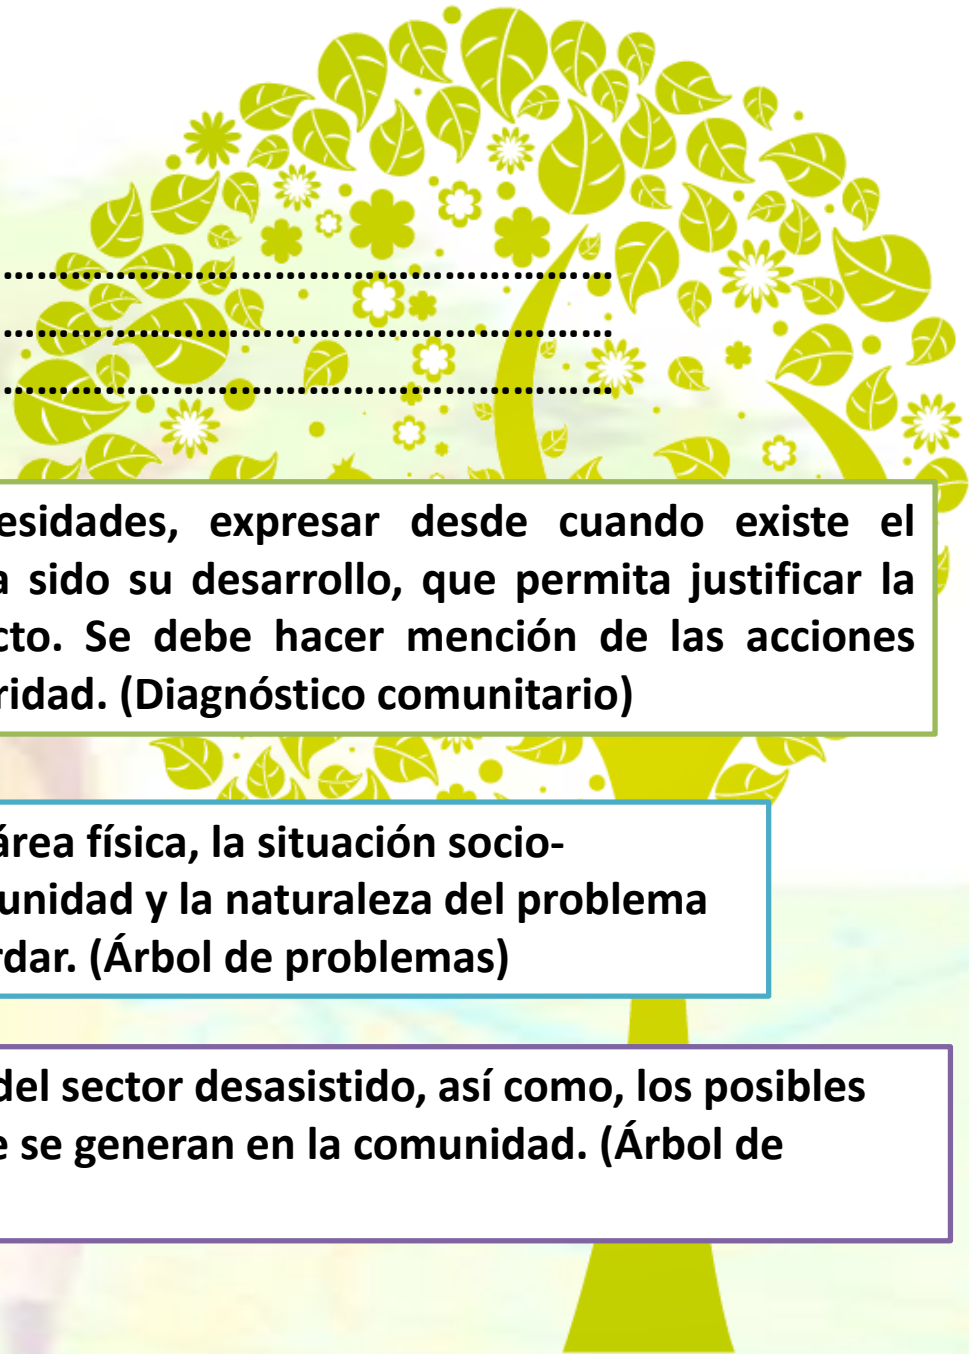 ………………………………………………
………………………………………………
………………………………………………
esidades, expresar desde cuando existe el
a sido su desarrollo, que permita justificar la
cto. Se debe hacer mención de las acciones
ridad. (Diagnóstico comunitario)
área física, la situación socio-
unidad y la naturaleza del problema
rdar. (Árbol de problemas)
del sector desasistido, así como, los posibles
e se generan en la comunidad. (Árbol de